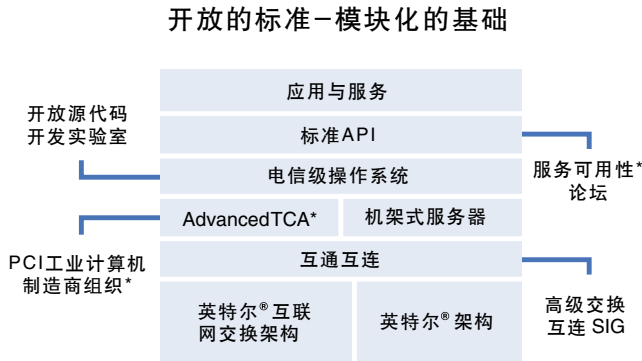 开放的标准－模块化的基础
应用与服务
开放源代码
开发实验室
标准API
电信级操作系统
服务可用性*
论坛
AdvancedTCA*
机架式服务器
PCI工业计算机
制造商组织*
互通互连
英特尔®互联
网交换架构
英特尔®架构
高级交换
互连 SIG